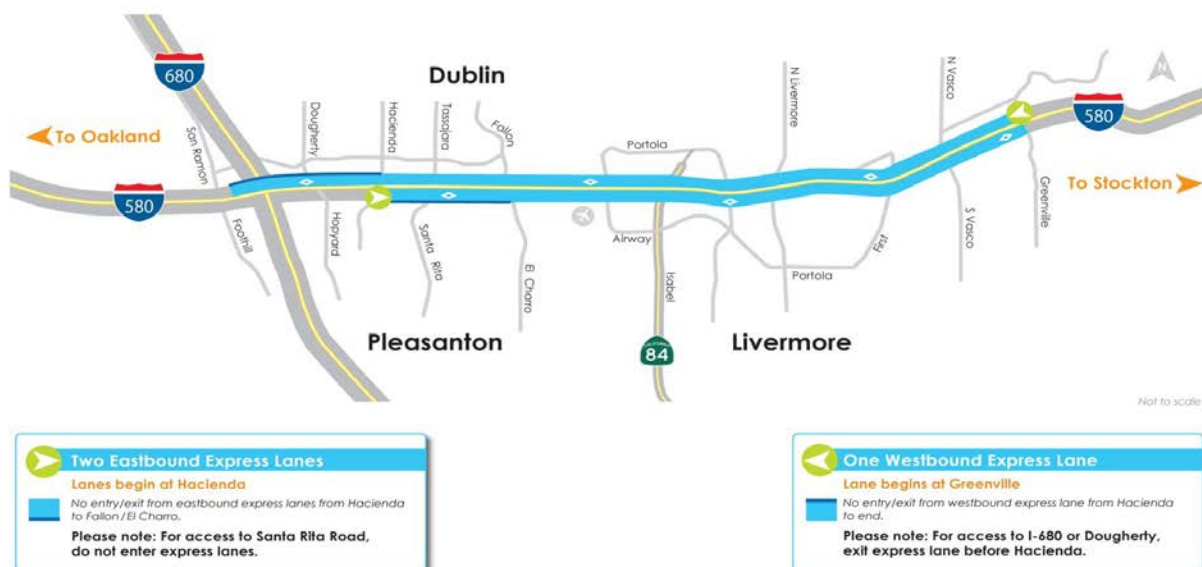 680
Dublin
N Livermore
N Vasco
N
Dougherty
Hacienda
Tassajara
Fallon
580
To Oakland
San Ramon
Portola
To Stockton
580
Foothill
Hopyard
Santa Rita
El Charro
Airway
Isabel
First
Portola
S Vasco
Greenville
Pleasanton
CALIFORNIA
84
Livermore
Not to scale
Two Eastbound Express Lanes
Lanes begin at Hacienda
No entry/exit from eastbound express lanes from Hacienda
to Fallon/El Charro.
Please note: For access to Santa Rita Road,
do not enter express lanes.
One Westbound Express Lane
Lane begins at Greenville
No entry/exit from westbound express lane from Hacienda
to end.
Please note: For access to I-680 or Dougherty,
exit express lane before Hacienda.